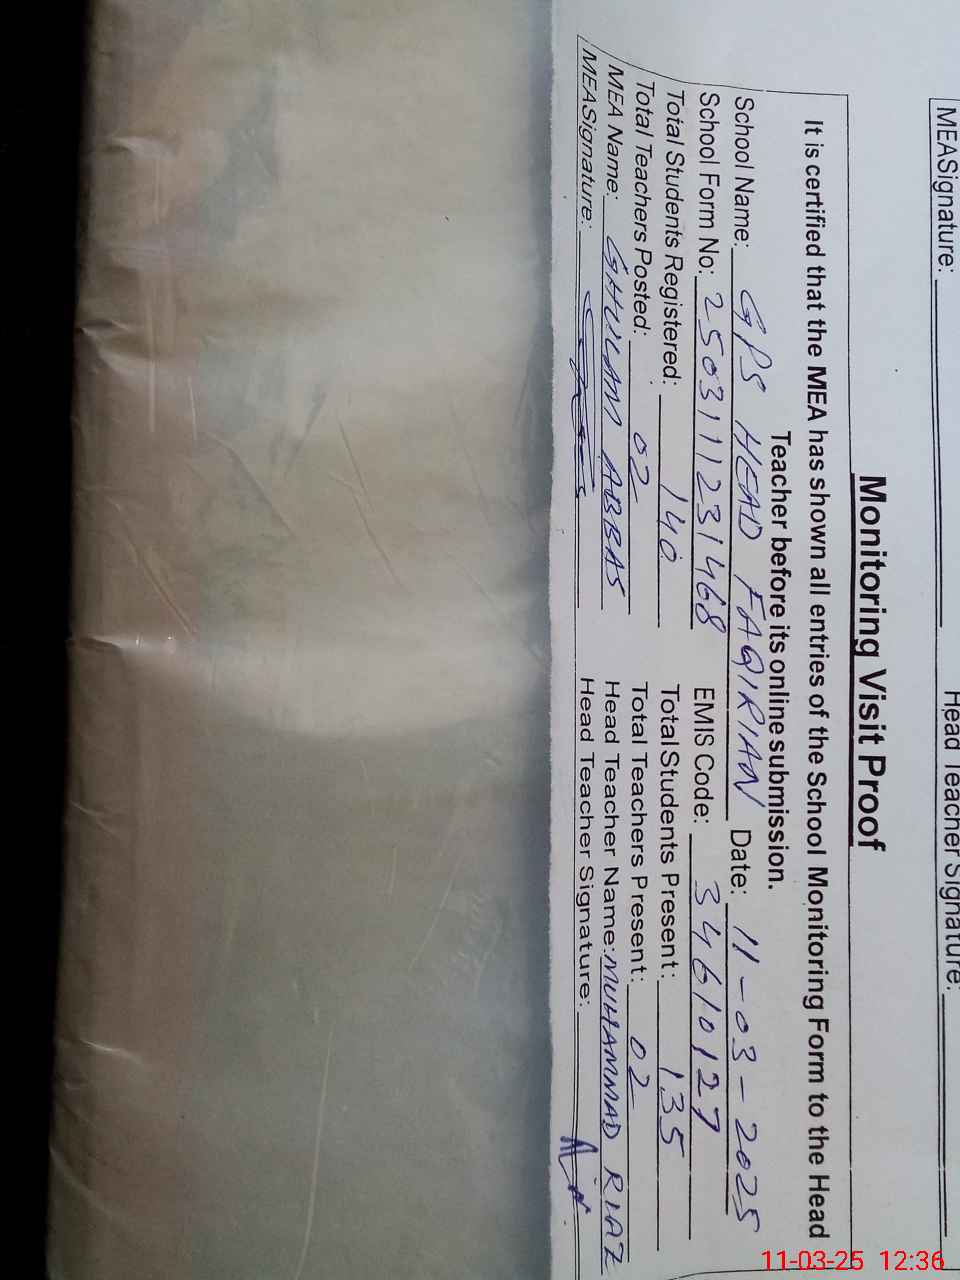 MEASignature: Head Teacher Signature:
Monitoring Visit Proof
It is certified that the MEA has shown all entries of the School Monitoring Form to the Head
Teacher before its online submission.
School Name: GPS HEAD FAQIRIAN Date: 11-03-2025
School Form No: 2503111231468 EMIS Code: 34610127
Total Students Registered: 140 Total Students Present: 135
Total Teachers Posted: 02 Total Teachers Present: 02
MEA Name: GHULAM ABBAS Head Teacher Name: MUHAMMAD RIAZ
MEASignature: Head Teacher Signature:
11-03-25 12:36